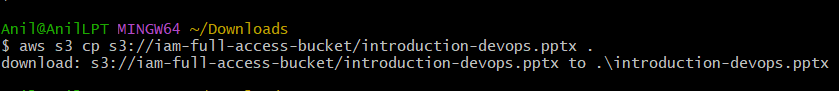 Anil@AnilLPT MINGW64 ~/Downloads
$ aws s3 cp s3://iam-full-access-bucket/introduction-devops.pptx .
download: s3://iam-full-access-bucket/introduction-devops.pptx to .\introduction-devops.pptx